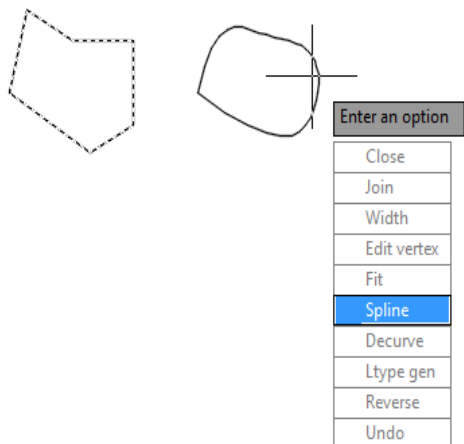 Enter an option
Close
Join
Width
Edit vertex
Fit
Spline
Decurve
Ltype gen
Reverse
Undo